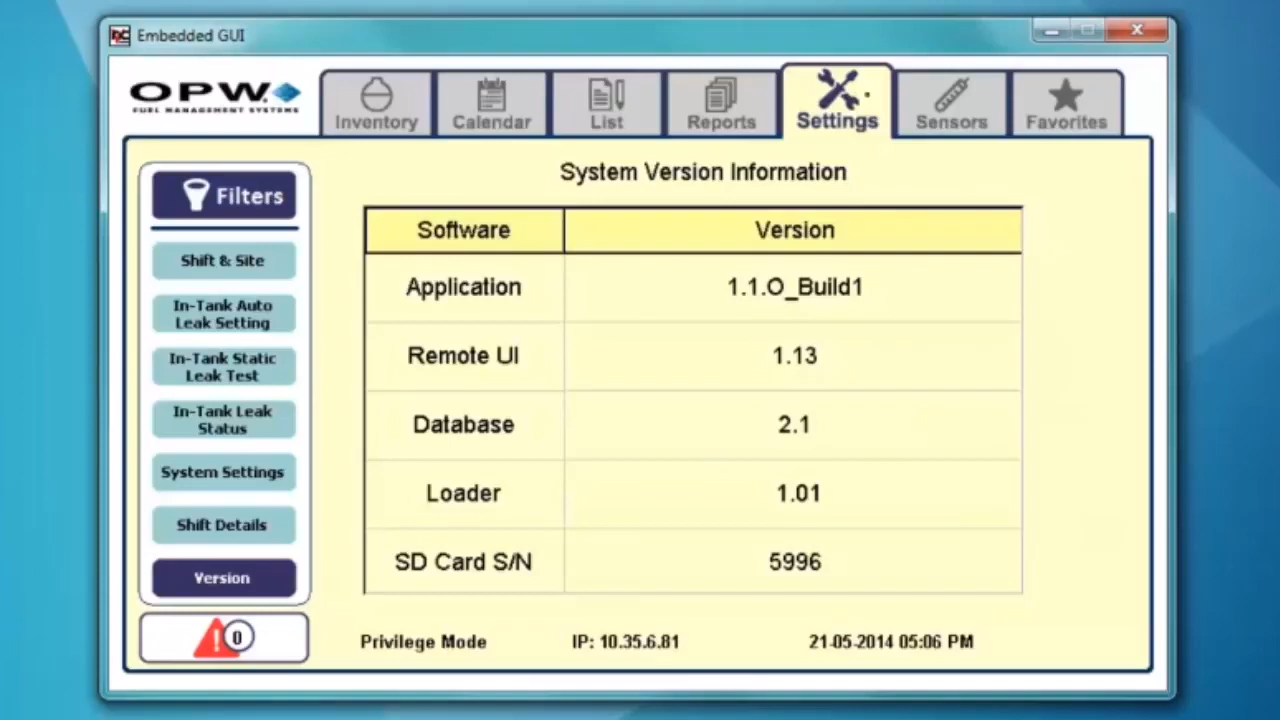 Embedded GUI
OPW
FUEL MANAGEMENT SYSTEMS
Inventory
Calendar
List
Reports
Settings
Sensors
Favorites
Filters
Shift & Site
In-Tank Auto
Leak Setting
In-Tank Static
Leak Test
In-Tank Leak
Status
System Settings
Shift Details
Version
0
System Version Information
Software Version
Application 1.1.O_Build1
Remote UI 1.13
Database 2.1
Loader 1.01
SD Card S/N 5996
Privilege Mode IP: 10.35.6.81 21-05-2014 05:06 PM